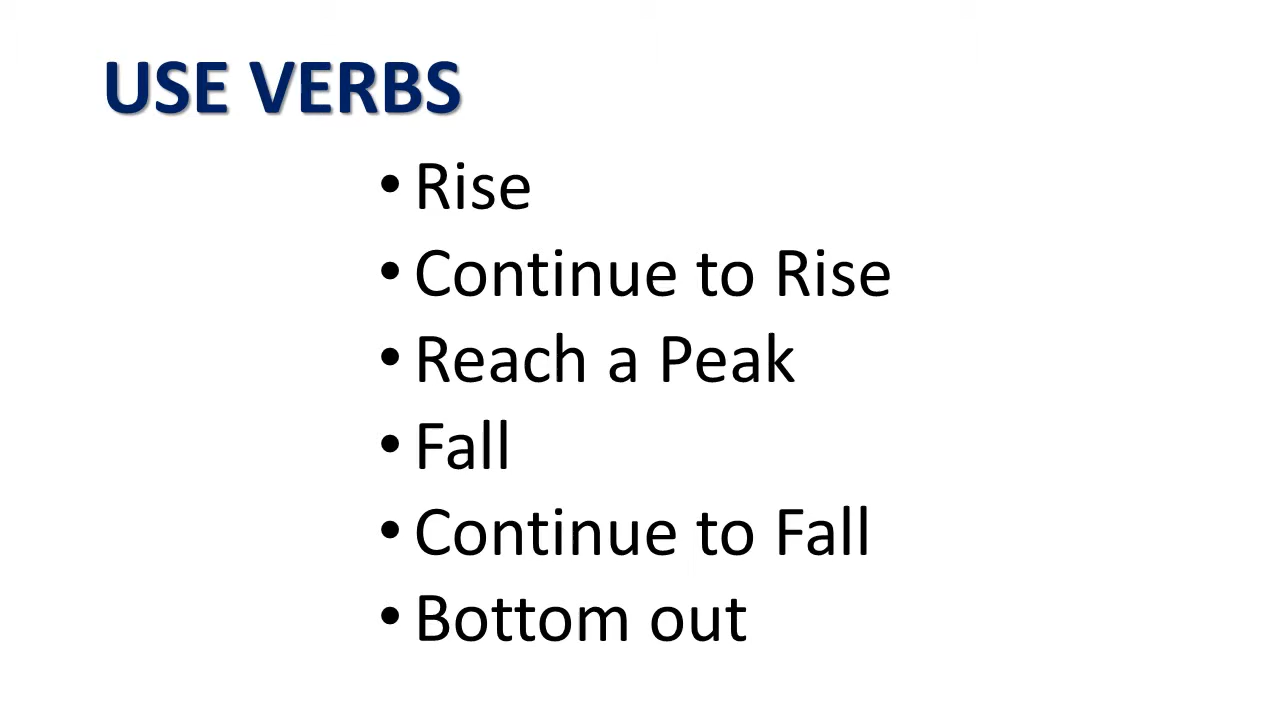 USE VERBS
• Rise
• Continue to Rise
• Reach a Peak
• Fall
• Continue to Fall
• Bottom out